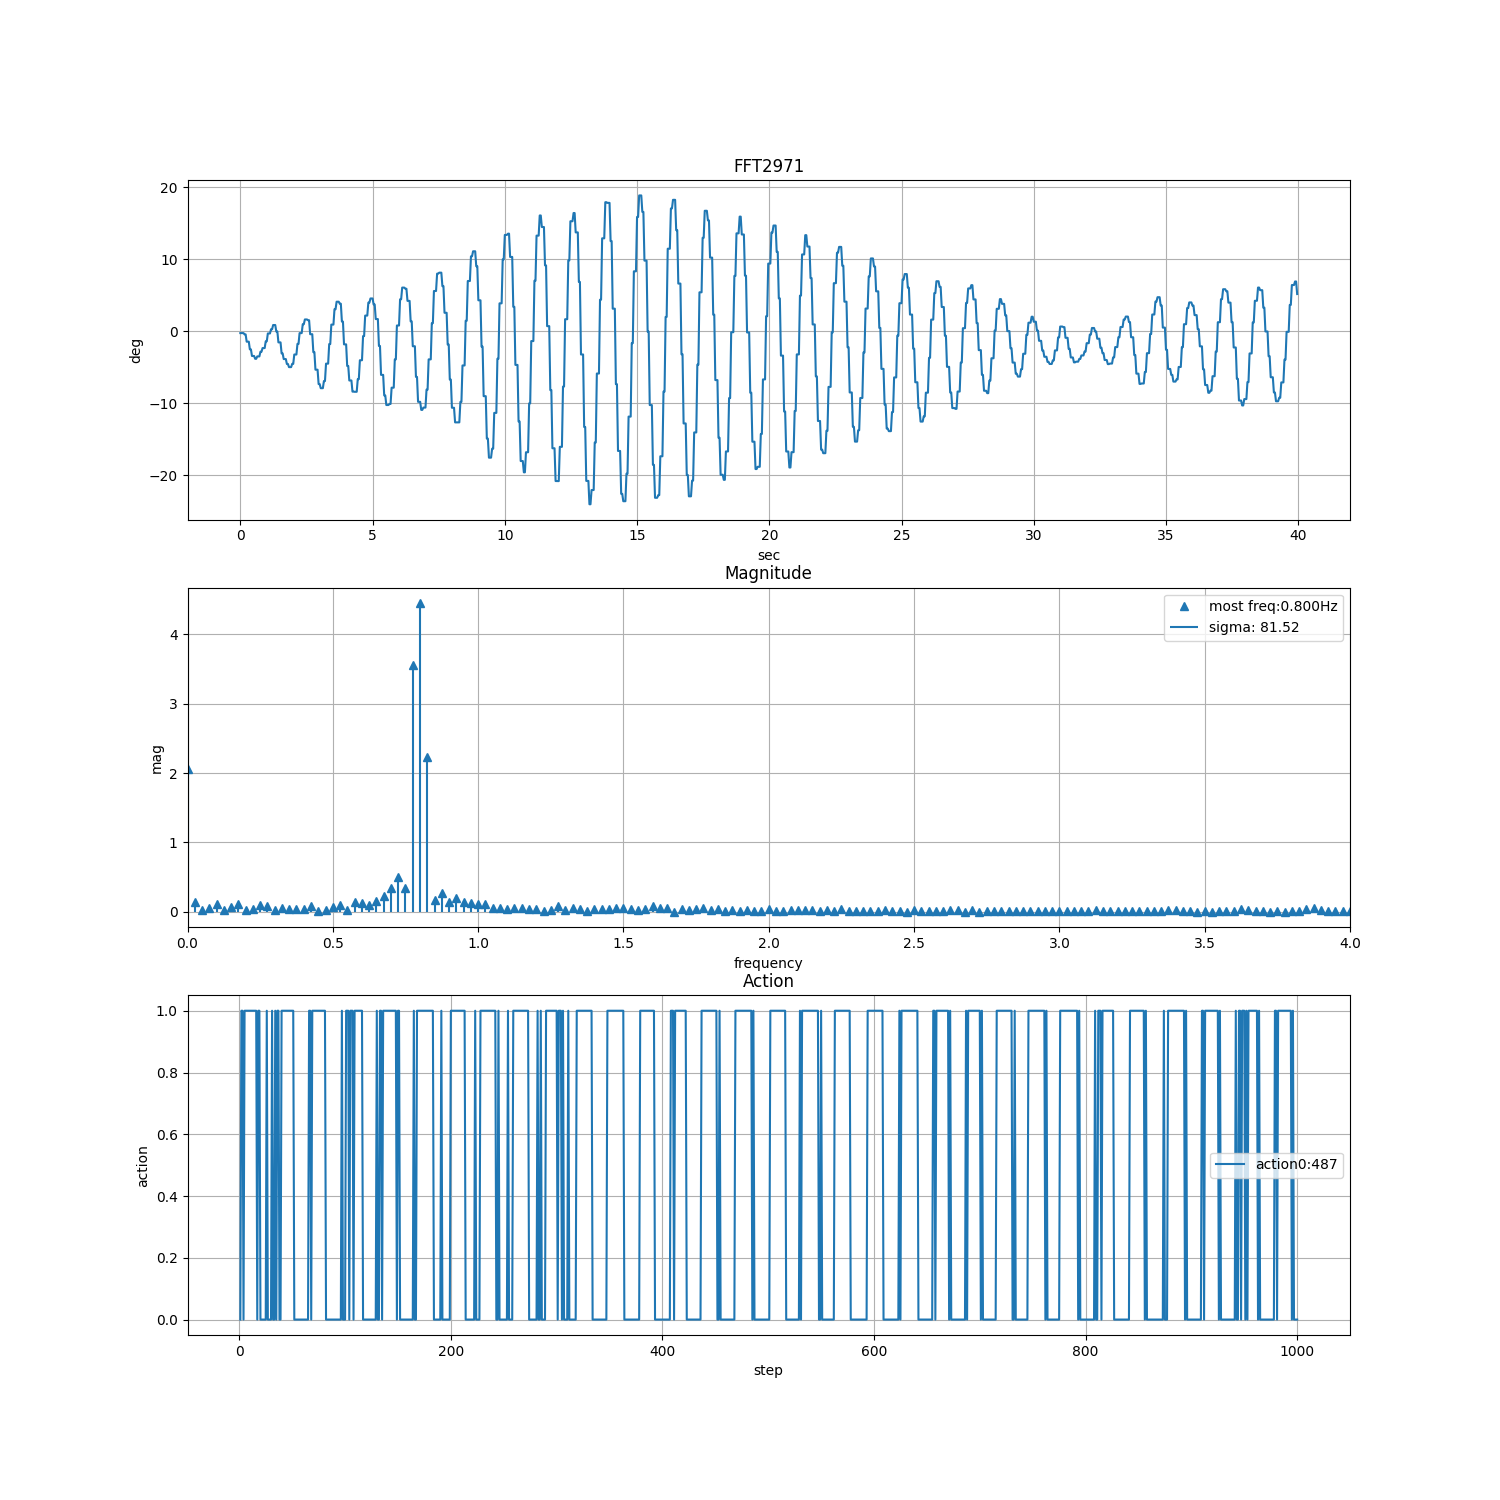 FFT2971
20
10
0
−10
−20
deg
0 5 10 15 20 25 30 35 40
sec
Magnitude
most freq:0.800Hz
sigma: 81.52
4
3
2
1
0
mag
0.0 0.5 1.0 1.5 2.0 2.5 3.0 3.5 4.0
frequency
Action
1.0
0.8
0.6
0.4
0.2
0.0
action
action0:487
0 200 400 600 800 1000
step